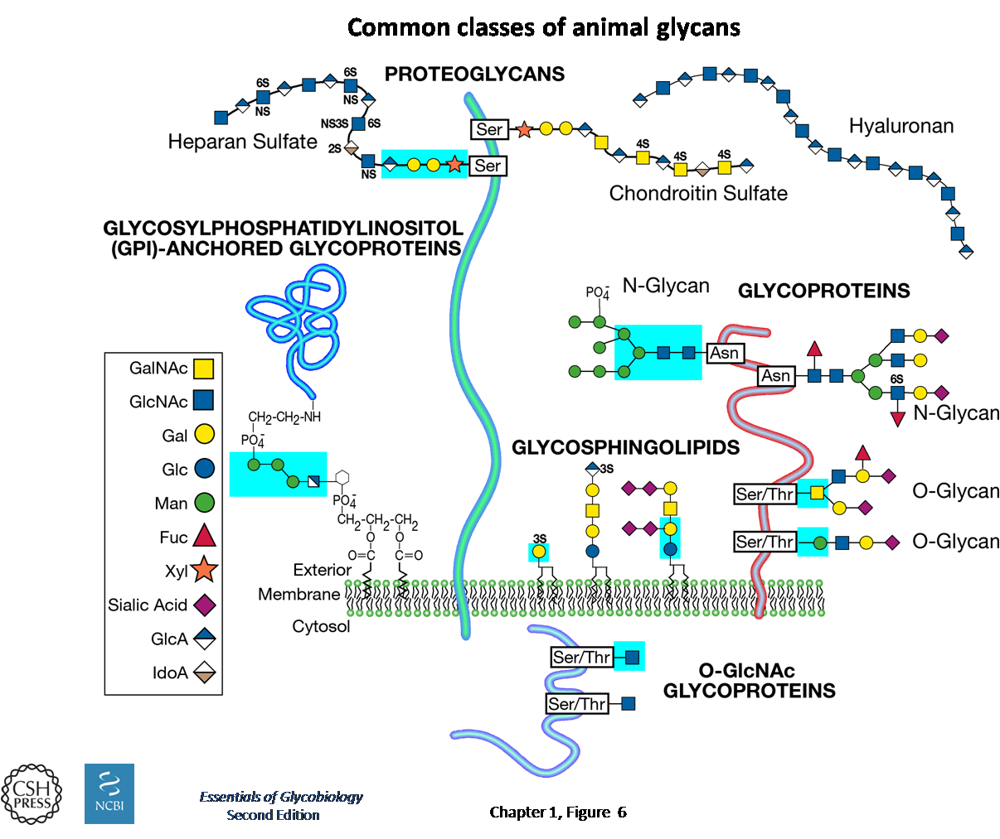 Common classes of animal glycans
PROTEOGLYCANS
6S
NS
6S
NS
NS3S
6S
2S
NS
Heparan Sulfate
Ser
Ser
4S
4S
4S
Chondroitin Sulfate
Hyaluronan
GLYCOSYLPHOSPHATIDYLINOSITOL
(GPI)-ANCHORED GLYCOPROTEINS
CH2-CH2-NH
PO4-
PO4-
CH2-CH2-CH2
O
O
O=C
C=O
N-Glycan
PO4-
GLYCOPROTEINS
Asn
Asn
6S
N-Glycan
Ser/Thr
O-Glycan
Ser/Thr
O-Glycan
GLYCOSPHINGOLIPIDS
3S
3S
GalNAc
GlcNAc
Gal
Glc
Man
Fuc
Xyl
Sialic Acid
GlcA
IdoA
Exterior
Membrane
Cytosol
Ser/Thr
Ser/Thr
O-GlcNAc
GLYCOPROTEINS
CSH
PRESS
NCBI
Essentials of Glycobiology
Second Edition
Chapter 1, Figure 6